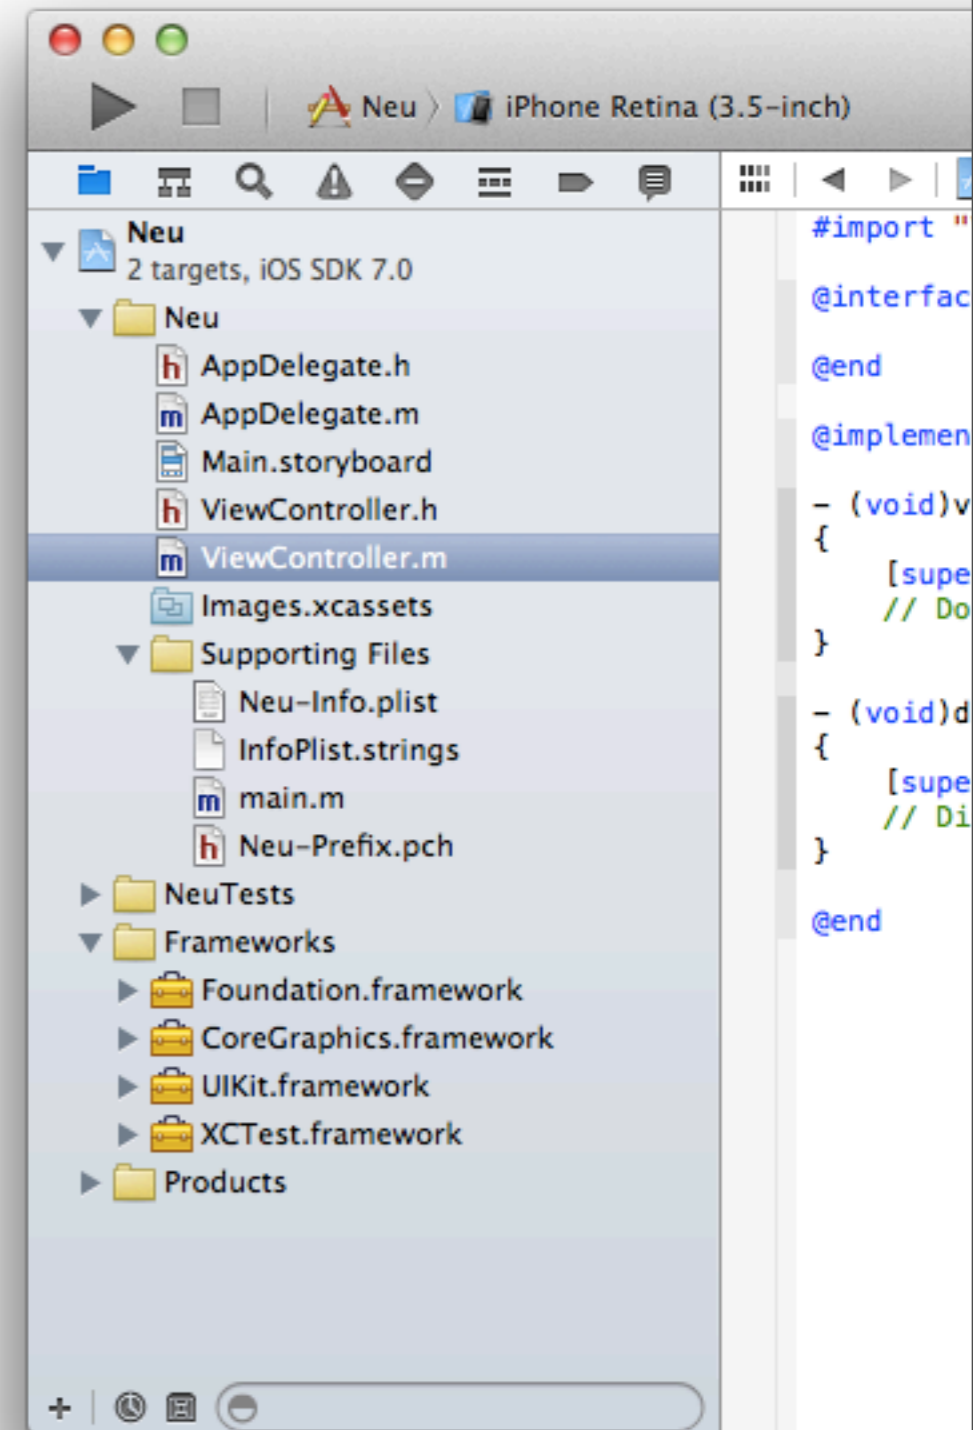 Neu iPhone Retina (3.5-inch)
Neu
2 targets, iOS SDK 7.0
Neu
h AppDelegate.h
m AppDelegate.m
Main.storyboard
h ViewController.h
m ViewController.m
Images.xcassets
Supporting Files
Neu-Info.plist
InfoPlist.strings
m main.m
h Neu-Prefix.pch
NeuTests
Frameworks
Foundation.framework
CoreGraphics.framework
UIKit.framework
XCTest.framework
Products
#import "
@interfac
@end
@implemen
- (void)v
{
[supe
// Do
}
- (void)d
{
[supe
// Di
}
@end